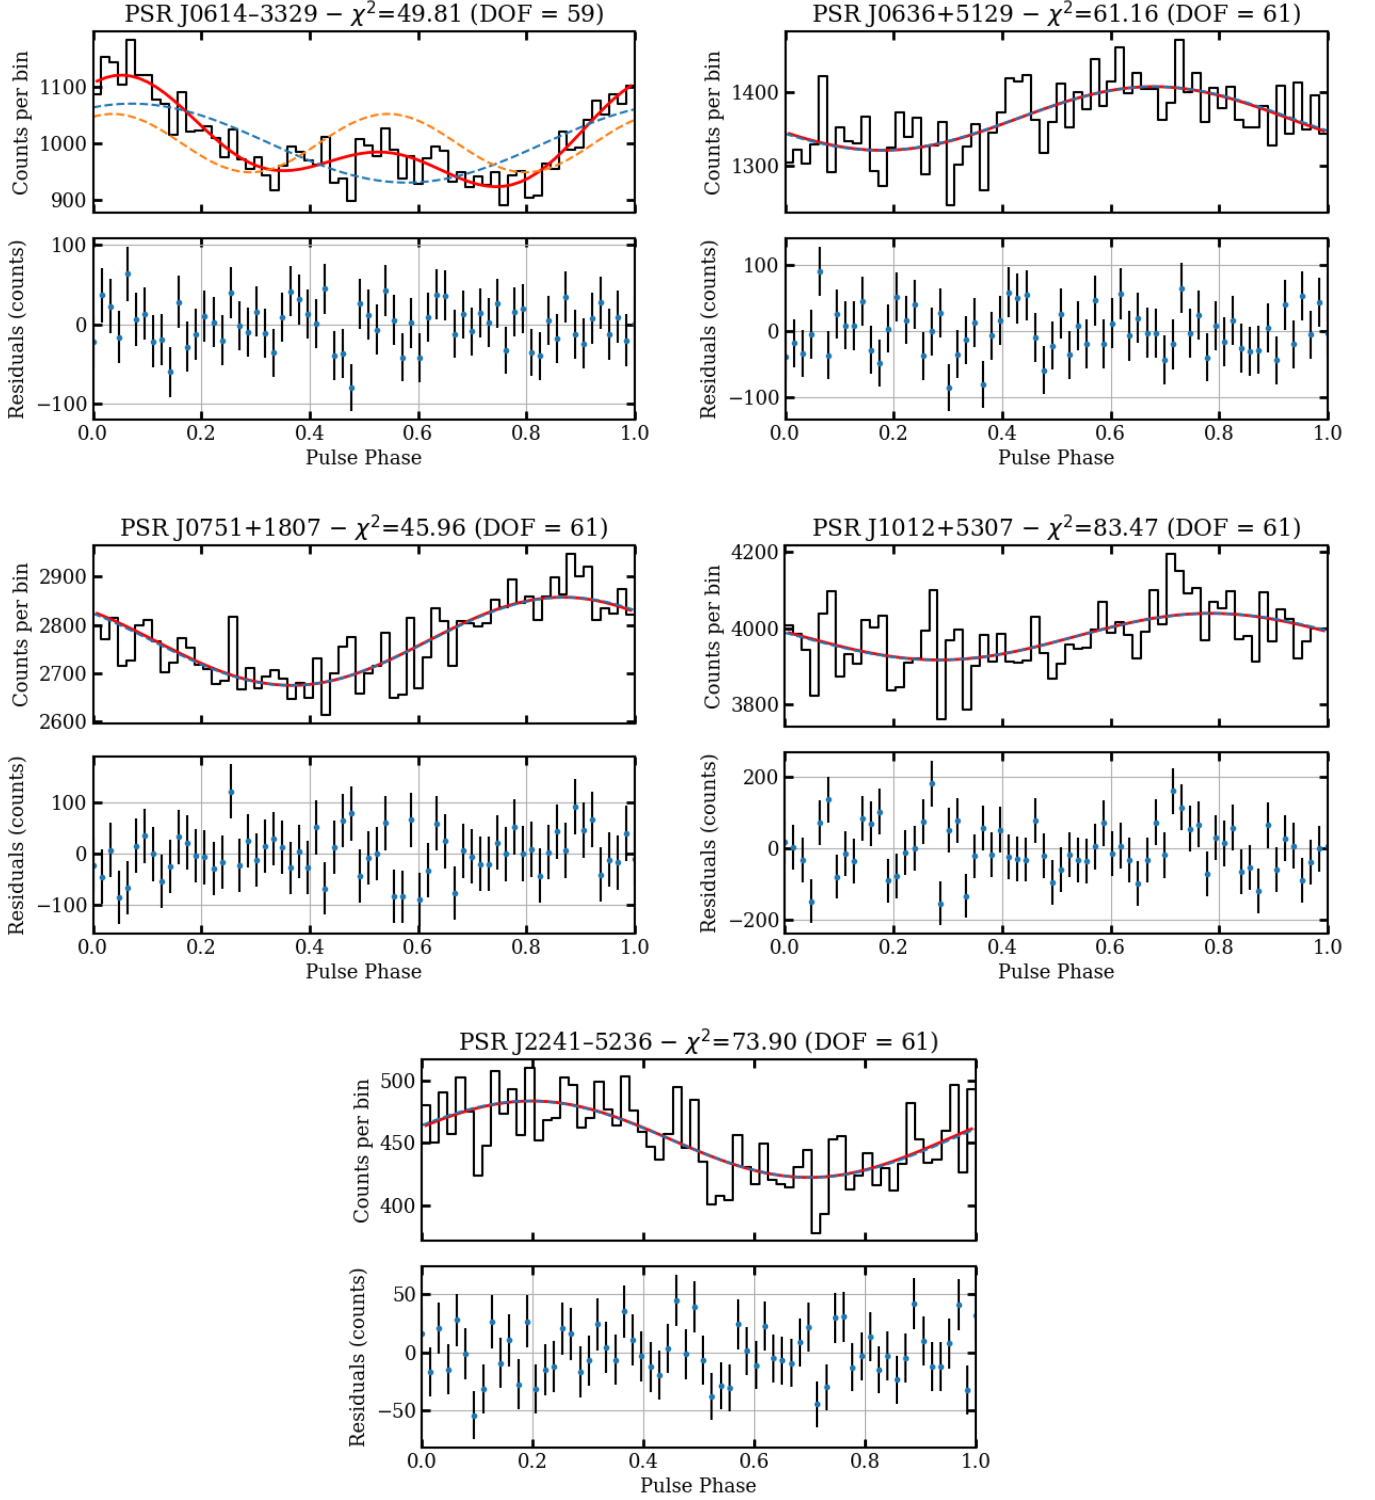 PSR J0614–3329 − χ²=49.81 (DOF = 59)
Counts per bin
1100
1000
900
Residuals (counts)
100
0
−100
0.0 0.2 0.4 0.6 0.8 1.0
Pulse Phase
PSR J0636+5129 − χ²=61.16 (DOF = 61)
Counts per bin
1400
1300
Residuals (counts)
100
0
−100
0.0 0.2 0.4 0.6 0.8 1.0
Pulse Phase
PSR J0751+1807 − χ²=45.96 (DOF = 61)
Counts per bin
2900
2800
2700
2600
Residuals (counts)
100
0
−100
0.0 0.2 0.4 0.6 0.8 1.0
Pulse Phase
PSR J1012+5307 − χ²=83.47 (DOF = 61)
Counts per bin
4200
4000
3800
Residuals (counts)
200
0
−200
0.0 0.2 0.4 0.6 0.8 1.0
Pulse Phase
PSR J2241–5236 − χ²=73.90 (DOF = 61)
Counts per bin
500
450
400
Residuals (counts)
50
0
−50
0.0 0.2 0.4 0.6 0.8 1.0
Pulse Phase